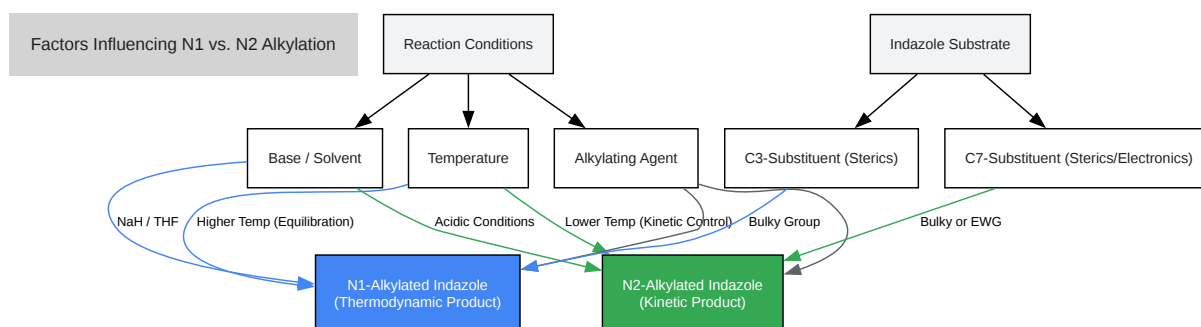 Factors Influencing N1 vs. N2 Alkylation
Reaction Conditions
Indazole Substrate
Base / Solvent
Temperature
Alkylating Agent
C3-Substituent (Sterics)
C7-Substituent (Sterics/Electronics)
NaH / THF
Higher Temp (Equilibration)
Acidic Conditions
Lower Temp (Kinetic Control)
Bulky Group
Bulky or EWG
N1-Alkylated Indazole
(Thermodynamic Product)
N2-Alkylated Indazole
(Kinetic Product)